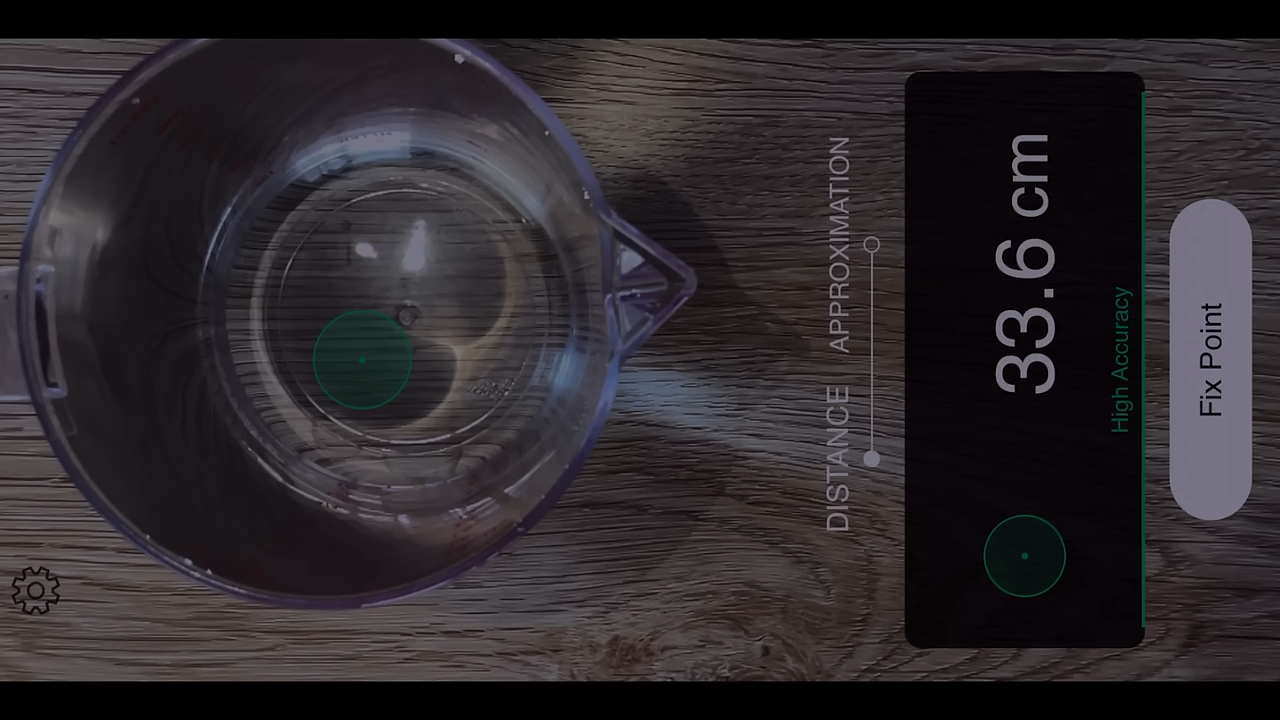 DISTANCE APPROXIMATION
33.6 cm
High Accuracy
Fix Point